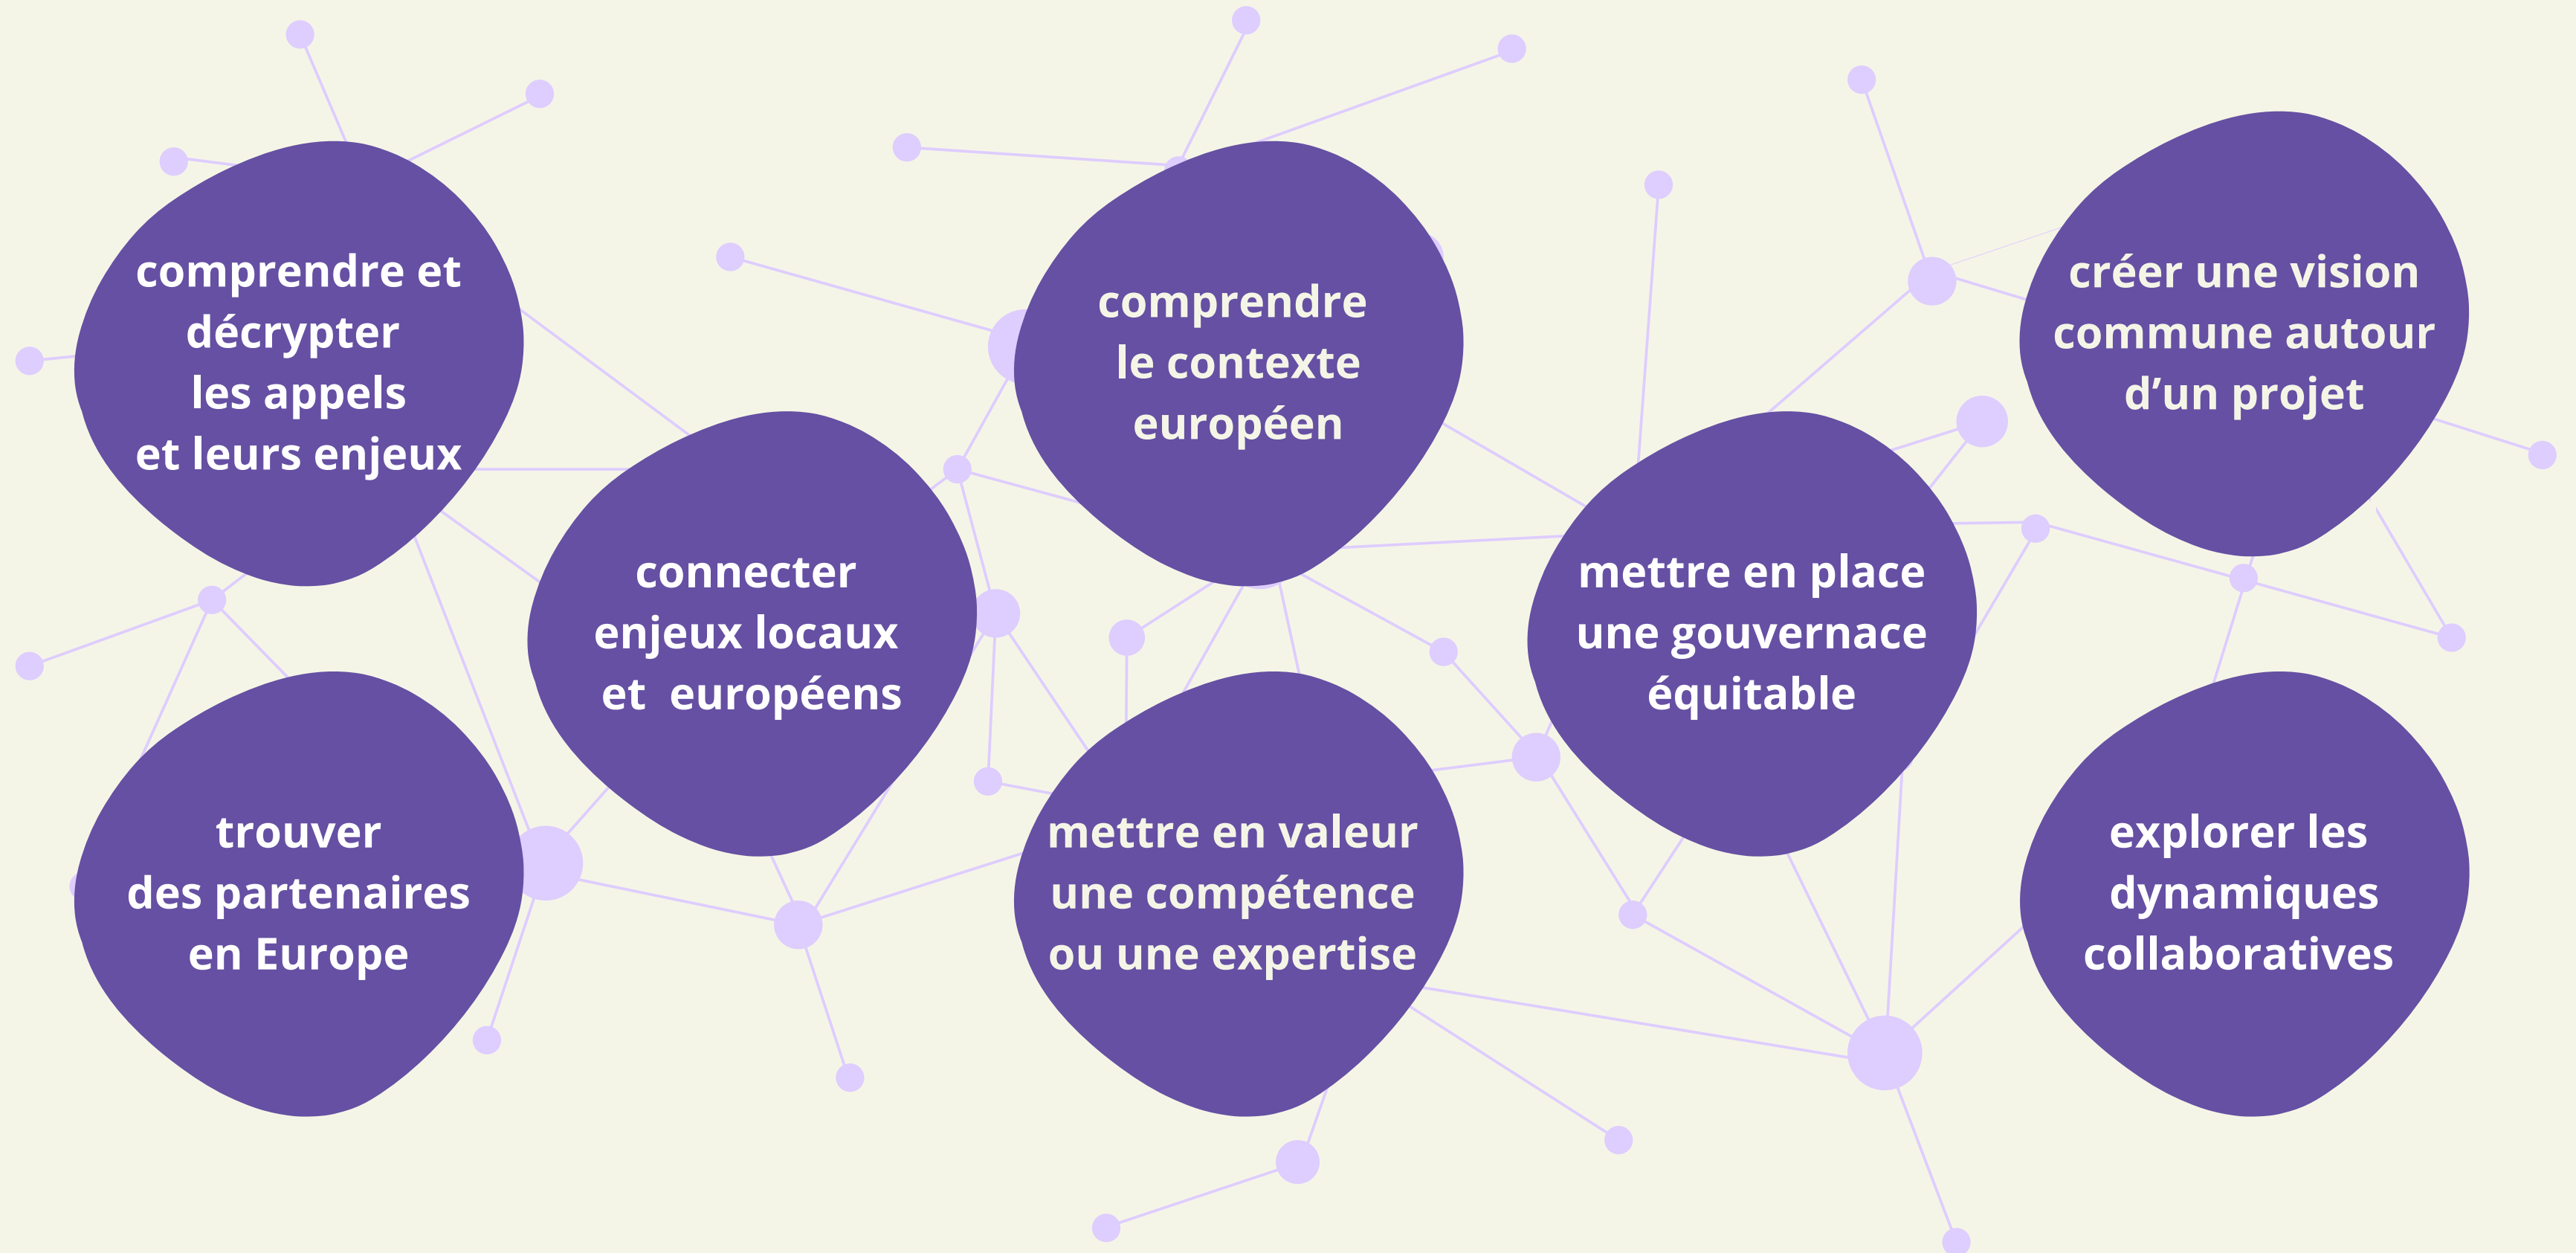 comprendre et
décrypter
les appels
et leurs enjeux
connecter
enjeux locaux
et européens
comprendre
le contexte
européen
mettre en place
une gouvernace
équitable
créer une vision
commune autour
d’un projet
trouver
des partenaires
en Europe
mettre en valeur
une compétence
ou une expertise
explorer les
dynamiques
collaboratives